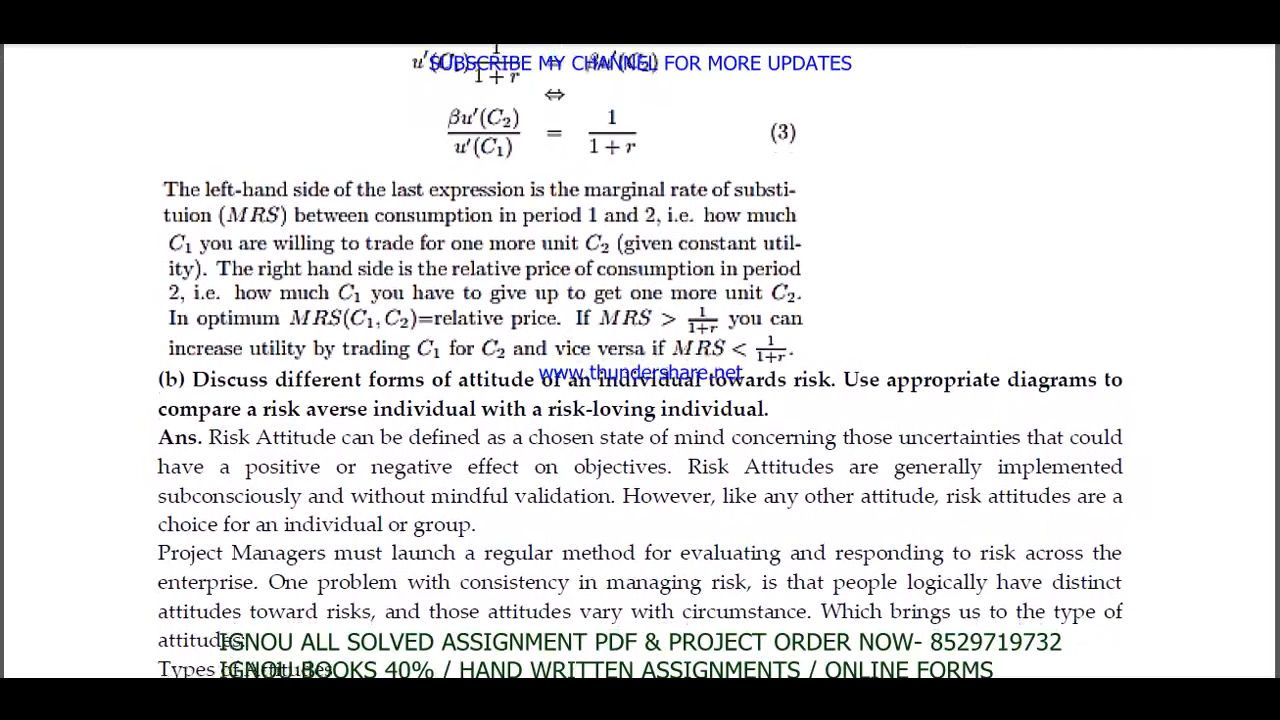 u'(C₁) 1/(1+r) = βu'(C₂)
SUBSCRIBE MY CHANNEL FOR MORE UPDATES
⇔
βu'(C₂)/u'(C₁) = 1/(1+r) (3)
The left-hand side of the last expression is the marginal rate of substi-
tuion (MRS) between consumption in period 1 and 2, i.e. how much
C₁ you are willing to trade for one more unit C₂ (given constant util-
ity). The right hand side is the relative price of consumption in period
2, i.e. how much C₁ you have to give up to get one more unit C₂.
In optimum MRS(C₁, C₂)=relative price. If MRS > 1/(1+r) you can
increase utility by trading C₁ for C₂ and vice versa if MRS < 1/(1+r).
www.thundershare.net
(b) Discuss different forms of attitude of an individual towards risk. Use appropriate diagrams to
compare a risk averse individual with a risk-loving individual.
Ans. Risk Attitude can be defined as a chosen state of mind concerning those uncertainties that could
have a positive or negative effect on objectives. Risk Attitudes are generally implemented
subconsciously and without mindful validation. However, like any other attitude, risk attitudes are a
choice for an individual or group.
Project Managers must launch a regular method for evaluating and responding to risk across the
enterprise. One problem with consistency in managing risk, is that people logically have distinct
attitudes toward risks, and those attitudes vary with circumstance. Which brings us to the type of
attitudes.
IGNOU ALL SOLVED ASSIGNMENT PDF & PROJECT ORDER NOW- 8529719732
Types of Attitudes
IGNOU BOOKS 40% / HAND WRITTEN ASSIGNMENTS / ONLINE FORMS